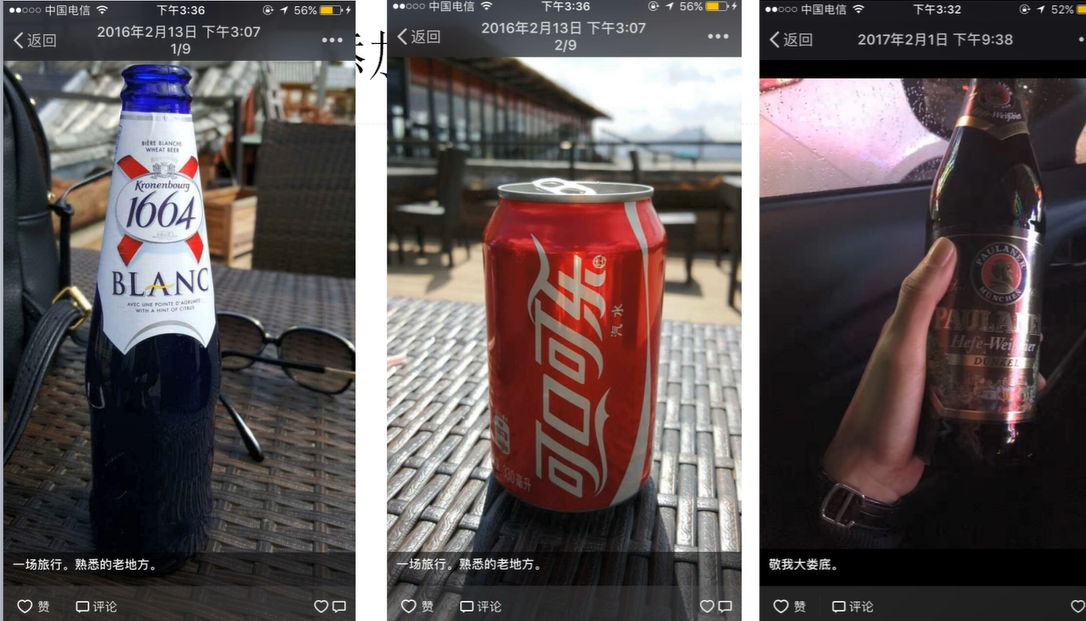 中国电信
下午3:36
56%
返回
2016年2月13日 下午3:07
1/9
BIÈRE BLANCHE
WHEAT BEER
Kronenbourg
1664
BLANC
AVEC UNE POINTE D'AGRUMES
WITH A HINT OF CITRUS
一场旅行。熟悉的老地方。
赞
评论
中国电信
下午3:36
56%
返回
2016年2月13日 下午3:07
2/9
可口可乐
汽水
330毫升
一场旅行。熟悉的老地方。
赞
评论
中国电信
下午3:32
52%
返回
2017年2月1日 下午9:38
Hefe-Weißbier
PAULANER
MÜNCHEN
PAULANER
Hefe-Weißbier
DUNKEL
敬我大娄底。
赞
评论